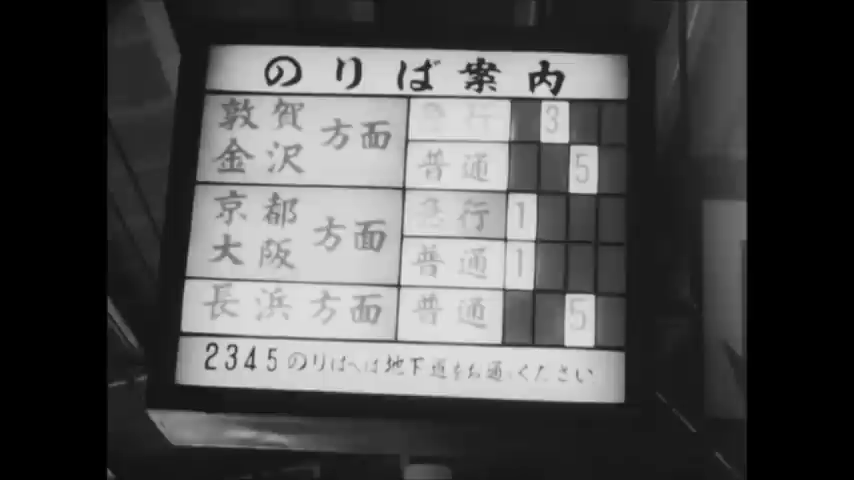 のりば案内
敦賀
金沢
方面
急行 3
普通 5
京都
大阪
方面
急行 1
普通 1
長浜方面 普通 5
2345のりばへは地下道をお通りください